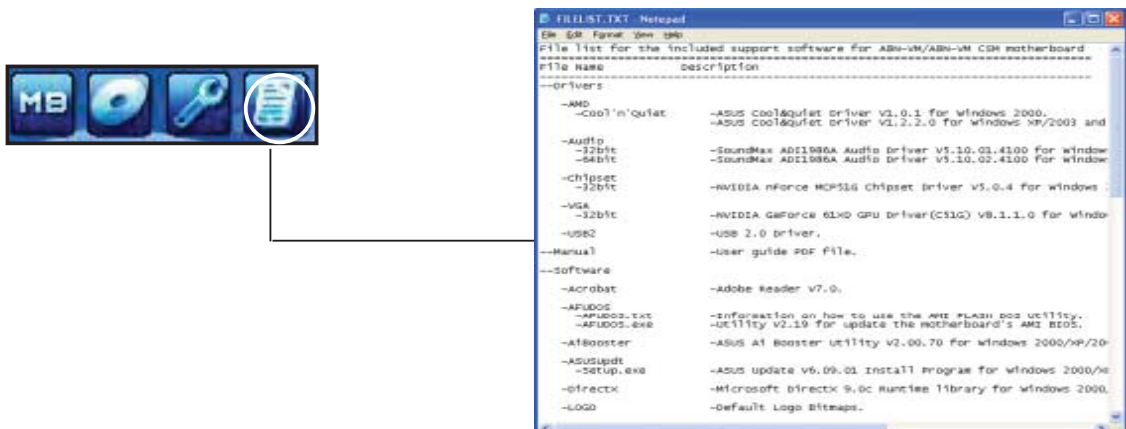 MB
FILELIST.TXT - Notepad
File Edit Format View Help
File list for the included support software for A8N-VM/A8N-VM CSM motherboard
File Name Description
--Drivers
-AMD
-Cool'n'Quiet -ASUS Cool&Quiet Driver V1.0.1 for Windows 2000.
-ASUS Cool&Quiet Driver V1.2.2.0 for Windows XP/2003 and
-Audio
-32bit -SoundMax ADI1986A Audio Driver V5.10.01.4100 for Window
-64bit -SoundMax ADI1986A Audio Driver V5.10.02.4100 for Window
-Chipset
-32bit -NVIDIA nForce MCP51G Chipset Driver V5.0.4 for Windows
-VGA
-32bit -NVIDIA GeForce 61X0 GPU Driver(C51G) V8.1.1.0 for Windo
-USB2 -USB 2.0 Driver.
--Manual -User guide PDF file.
--Software
-Acrobat -Adobe Reader V7.0.
-AFUDOS
-AFUDOS.txt -Information on how to use the AMI FLASH DOS utility.
-AFUDOS.exe -Utility V2.19 for update the motherboard's AMI BIOS.
-AiBooster -ASUS Ai Booster Utility V2.00.70 for Windows 2000/XP/20
-ASUSUpdt
-Setup.exe -ASUS Update V6.09.01 Install Program for Windows 2000/
-DirectX -Microsoft DirectX 9.0c Runtime library for Windows 2000,
-LOGO -Default Logo Bitmaps.